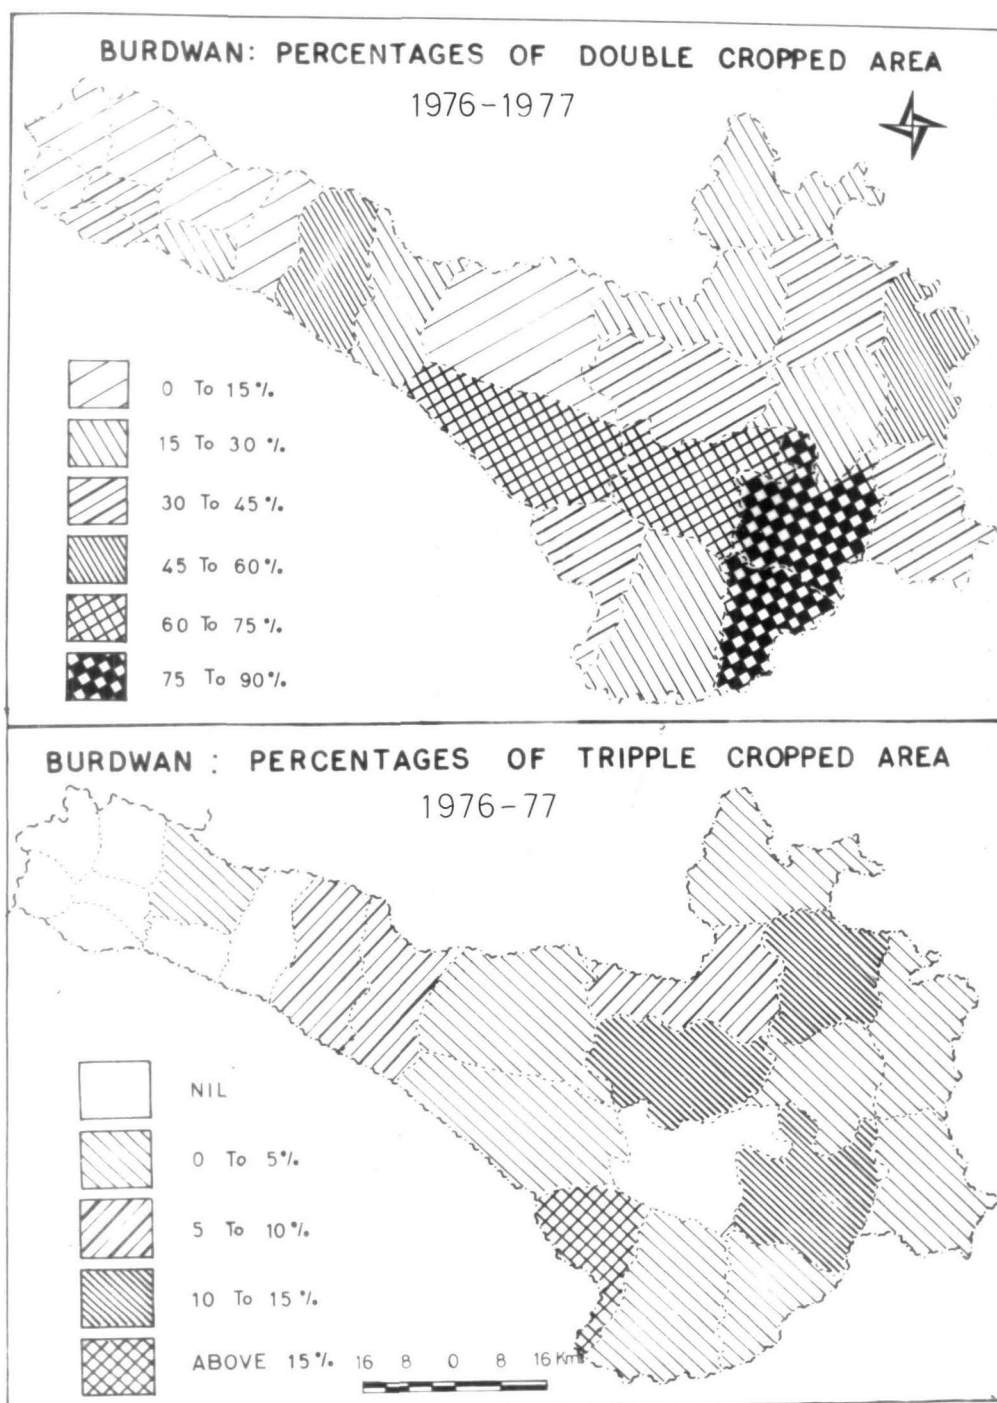 BURDWAN: PERCENTAGES OF DOUBLE CROPPED AREA
1976-1977
0 To 15%
15 To 30%
30 To 45%
45 To 60%
60 To 75%
75 To 90%
BURDWAN : PERCENTAGES OF TRIPPLE CROPPED AREA
1976-77
NIL
0 To 5%
5 To 10%
10 To 15%
ABOVE 15%
16 8 0 8 16 Km